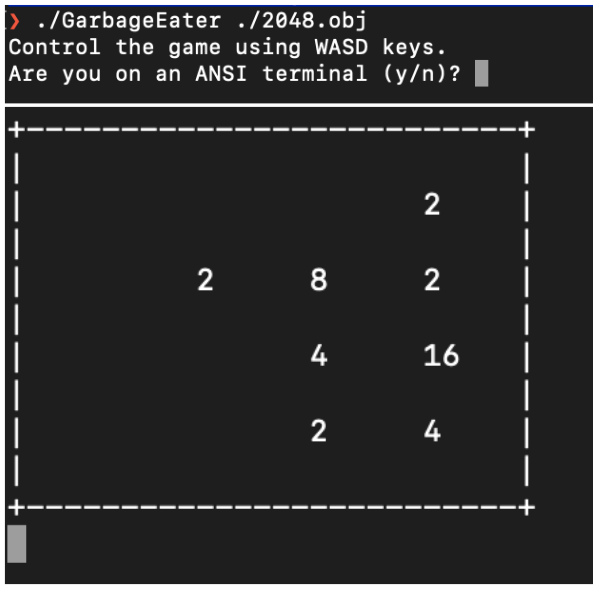 ❯ ./GarbageEater ./2048.obj
Control the game using WASD keys.
Are you on an ANSI terminal (y/n)?
+--------------------------+
|                          |
|                     2    |
|                          |
|         2     8     2    |
|                          |
|               4     16   |
|                          |
|               2     4    |
|                          |
+--------------------------+